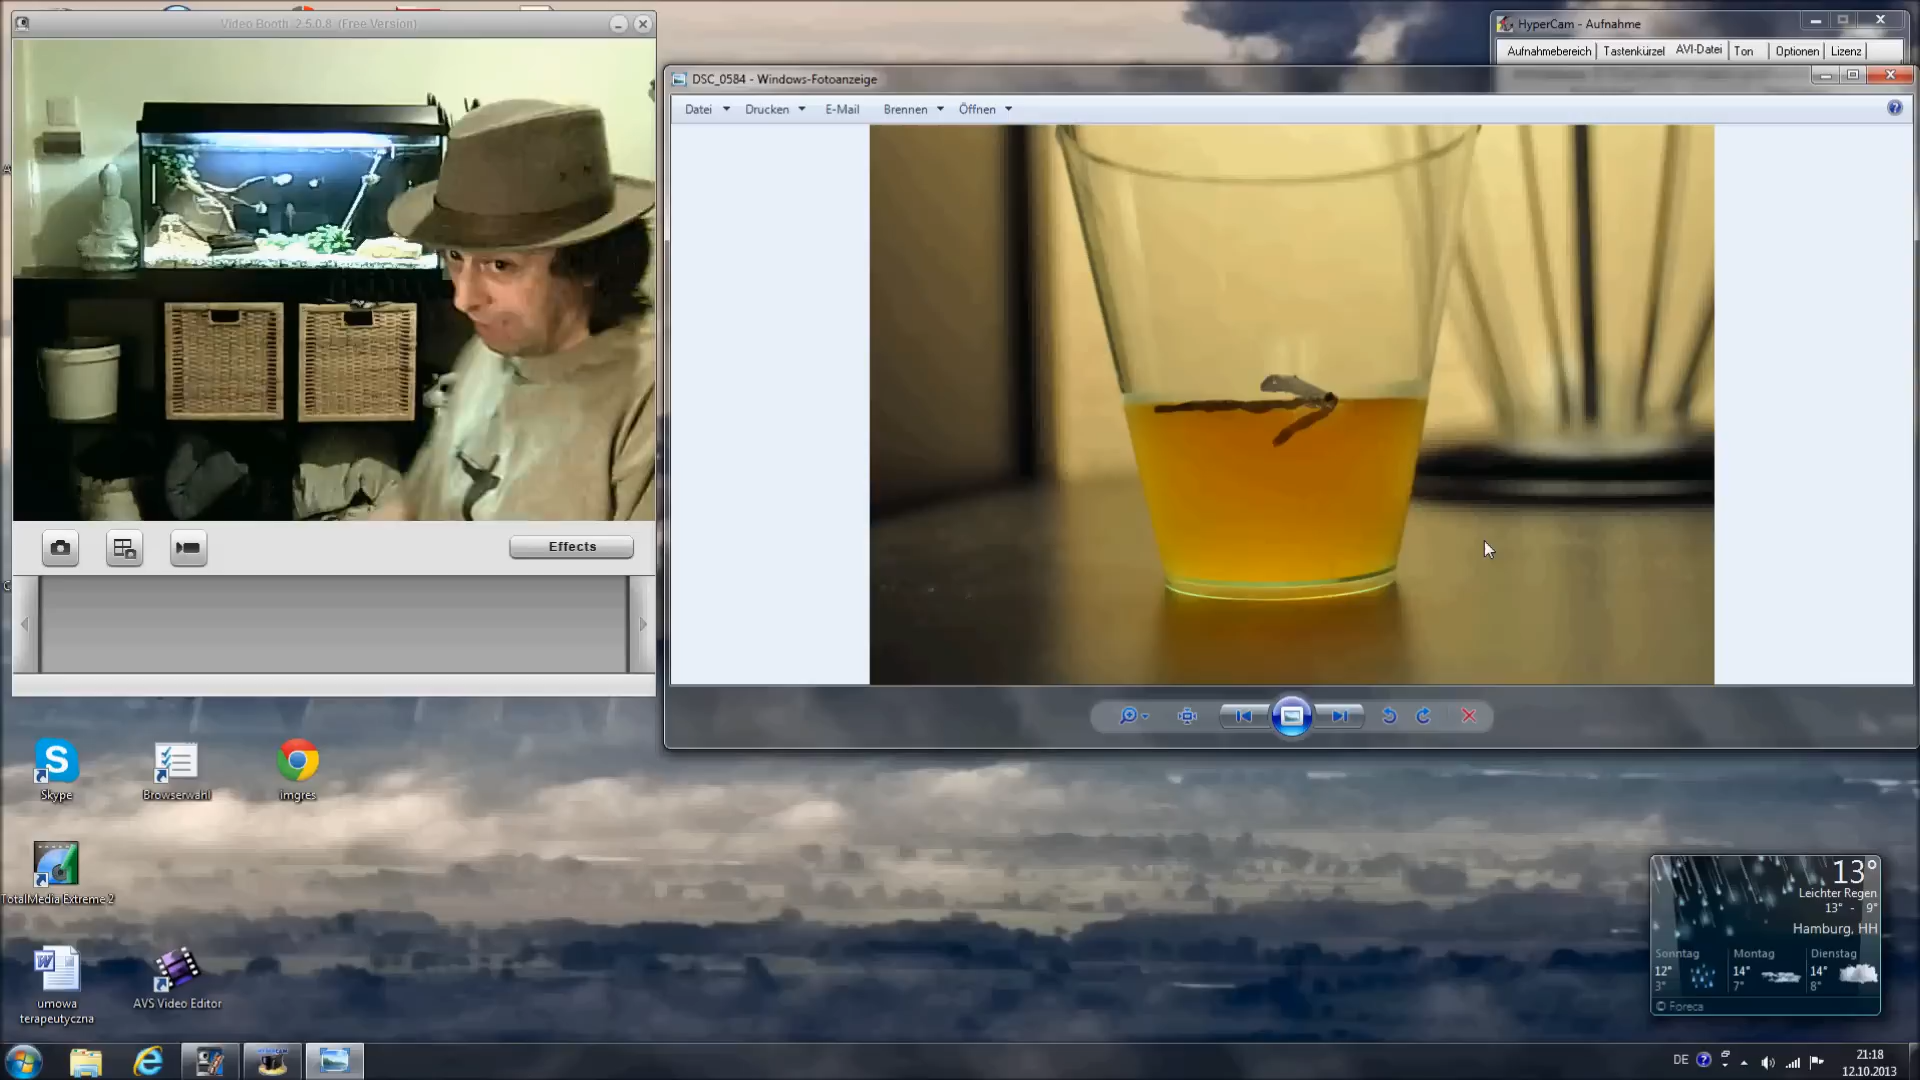 Video Booth 2.5.0.8 (Free Version)
HyperCam - Aufnahme
Aufnahmebereich Tastenkürzel AVI-Datei Ton Optionen Lizenz
DSC_0584 - Windows-Fotoanzeige
Datei Drucken E-Mail Brennen Öffnen
Effects
Skype
Browserwahl
imgres
TotalMedia Extreme 2
umowa
terapeutyczna
AVS Video Editor
13°
Leichter Regen
13° - 9°
Hamburg, HH
Sonntag Montag Dienstag
12° 14° 14°
3° 7° 8°
© Foreca
DE
21:18
12.10.2013